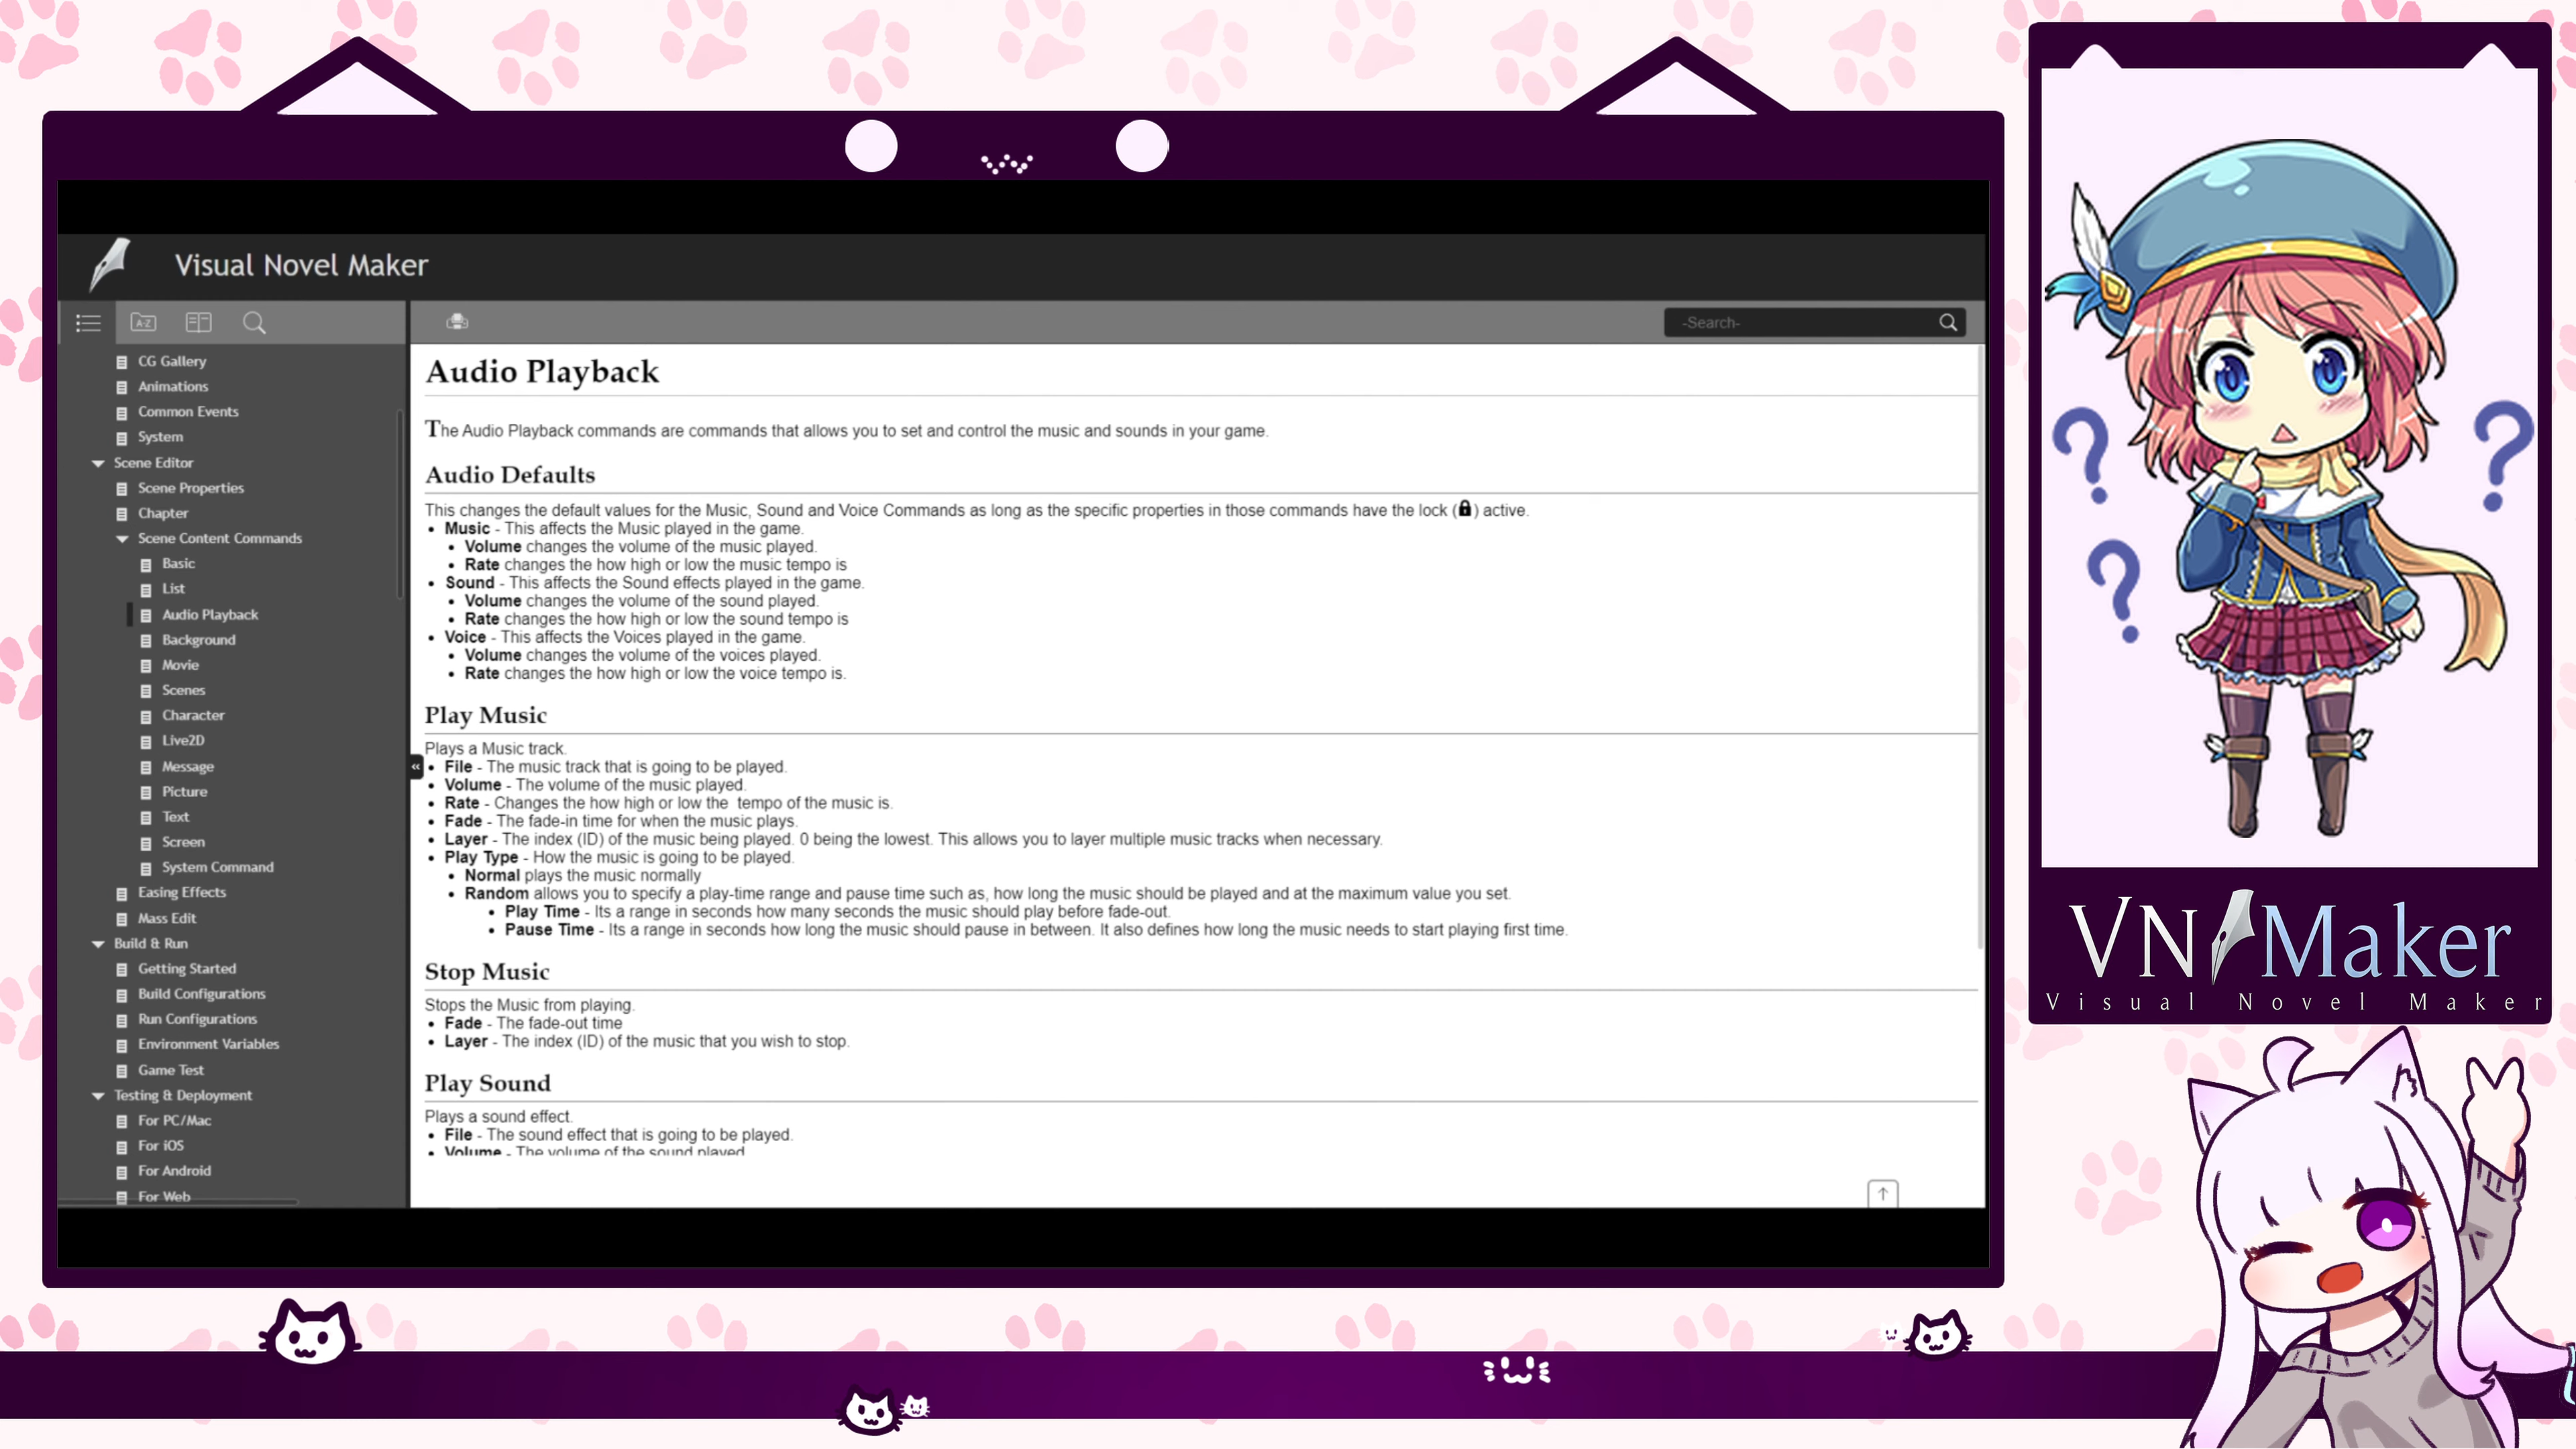 Visual Novel Maker
A-Z
-Search-
CG Gallery
Animations
Common Events
System
Scene Editor
Scene Properties
Chapter
Scene Content Commands
Basic
List
Audio Playback
Background
Movie
Scenes
Character
Live2D
Message
Picture
Text
Screen
System Command
Easing Effects
Mass Edit
Build & Run
Getting Started
Build Configurations
Run Configurations
Environment Variables
Game Test
Testing & Deployment
For PC/Mac
For iOS
For Android
For Web
Audio Playback
The Audio Playback commands are commands that allows you to set and control the music and sounds in your game.
Audio Defaults
This changes the default values for the Music, Sound and Voice Commands as long as the specific properties in those commands have the lock (🔒) active.
• Music - This affects the Music played in the game.
• Volume changes the volume of the music played.
• Rate changes the how high or low the music tempo is
• Sound - This affects the Sound effects played in the game.
• Volume changes the volume of the sound played.
• Rate changes the how high or low the sound tempo is
• Voice - This affects the Voices played in the game.
• Volume changes the volume of the voices played.
• Rate changes the how high or low the voice tempo is.
Play Music
Plays a Music track.
• File - The music track that is going to be played.
• Volume - The volume of the music played.
• Rate - Changes the how high or low the  tempo of the music is.
• Fade - The fade-in time for when the music plays.
• Layer - The index (ID) of the music being played. 0 being the lowest. This allows you to layer multiple music tracks when necessary.
• Play Type - How the music is going to be played.
• Normal plays the music normally
• Random allows you to specify a play-time range and pause time such as, how long the music should be played and at the maximum value you set.
• Play Time - Its a range in seconds how many seconds the music should play before fade-out.
• Pause Time - Its a range in seconds how long the music should pause in between. It also defines how long the music needs to start playing first time.
Stop Music
Stops the Music from playing.
• Fade - The fade-out time
• Layer - The index (ID) of the music that you wish to stop.
Play Sound
Plays a sound effect.
• File - The sound effect that is going to be played.
• Volume - The volume of the sound played
? ?
?
VN Maker
Visual Novel Maker